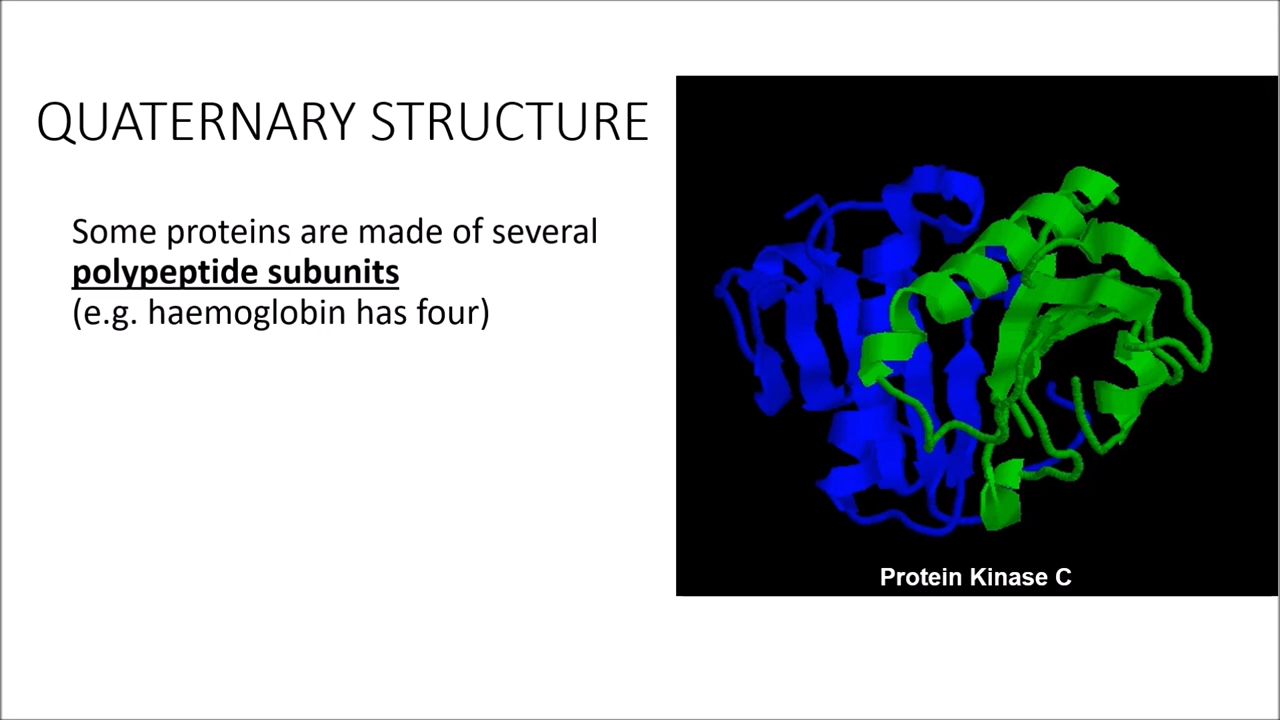 QUATERNARY STRUCTURE
Some proteins are made of several
polypeptide subunits
(e.g. haemoglobin has four)
Protein Kinase C